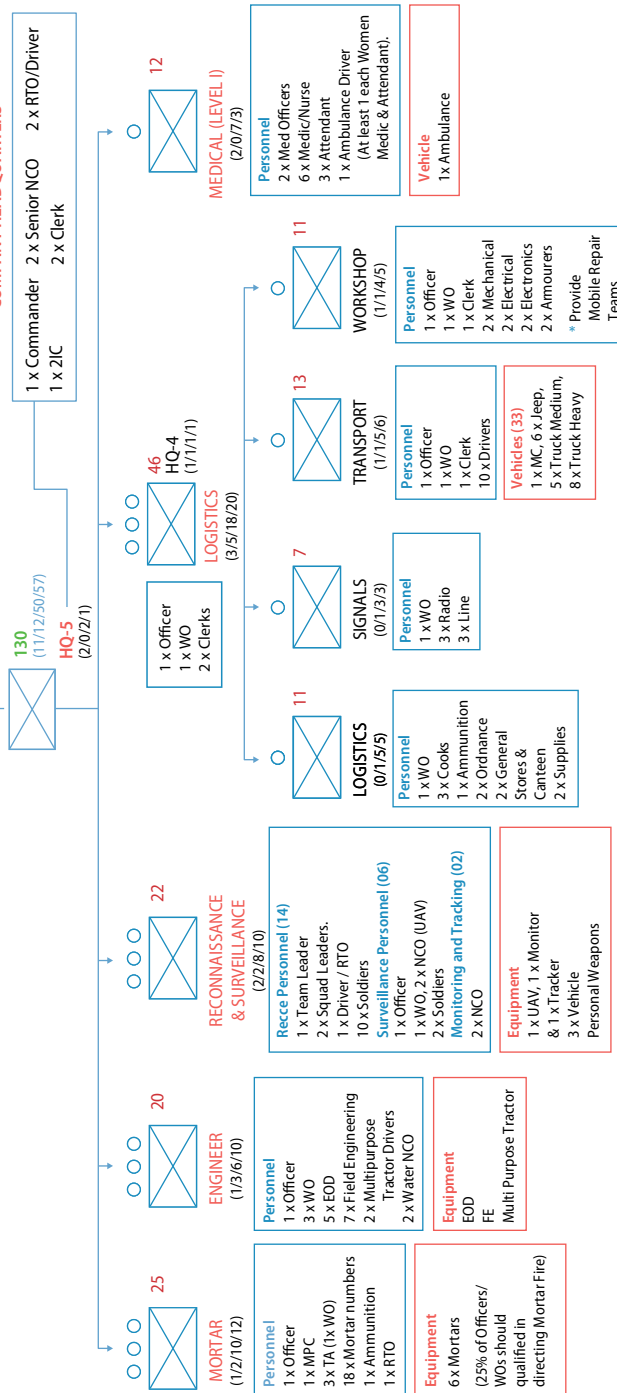 1 x Commander 2 x Senior NCO 2 x RTO/Driver
1 x 2IC 2 x Clerk
130
(11/12/50/57)
HQ-5
(2/0/2/1)
25
MORTAR
(1/2/10/12)
Personnel
1 x Officer
1 x MPC
3 x TA (1x WO)
18 x Mortar numbers
1 x Ammunition
1 x RTO
Equipment
6 x Mortars
(25% of Officers/
WOs should
qualified in
directing Mortar Fire)
20
ENGINEER
(1/3/6/10)
Personnel
1 x Officer
3 x WO
5 x EOD
7 x Field Engineering
2 x Multipurpose
Tractor Drivers
2 x Water NCO
Equipment
EOD
FE
Multi Purpose Tractor
22
RECONNAISSANCE
& SURVEILLANCE
(2/2/8/10)
Recce Personnel (14)
1 x Team Leader
2 x Squad Leaders.
1 x Driver / RTO
10 x Soldiers
Surveillance Personnel (06)
1 x Officer
1 x WO, 2 x NCO (UAV)
2 x Soldiers
Monitoring and Tracking (02)
2 x NCO
Equipment
1 x UAV, 1 x Monitor
& 1 x Tracker
3 x Vehicle
Personal Weapons
46
HQ-4
(1/1/1/1)
LOGISTICS
(3/5/18/20)
1 x Officer
1 x WO
2 x Clerks
11
LOGISTICS
(0/1/5/5)
Personnel
1 x WO
3 x Cooks
1 x Ammunition
2 x Ordnance
2 x General
Stores &
Canteen
2 x Supplies
7
SIGNALS
(0/1/3/3)
Personnel
1 x WO
3 x Radio
3 x Line
13
TRANSPORT
(1/1/5/6)
Personnel
1 x Officer
1 x WO
1 x Clerk
10 x Drivers
Vehicles (33)
1 x MC, 6 x Jeep,
5 x Truck Medium,
8 x Truck Heavy
11
WORKSHOP
(1/1/4/5)
Personnel
1 x Officer
1 x WO
1 x Clerk
2 x Mechanical
2 x Electrical
2 x Electronics
2 x Armourers
* Provide
Mobile Repair
Teams
12
MEDICAL (LEVEL I)
(2/0/7/3)
Personnel
2 x Med Officers
6 x Medic/Nurse
3 x Attendant
1 x Ambulance Driver
(At least 1 each Women
Medic & Attendant).
Vehicle
1x Ambulance